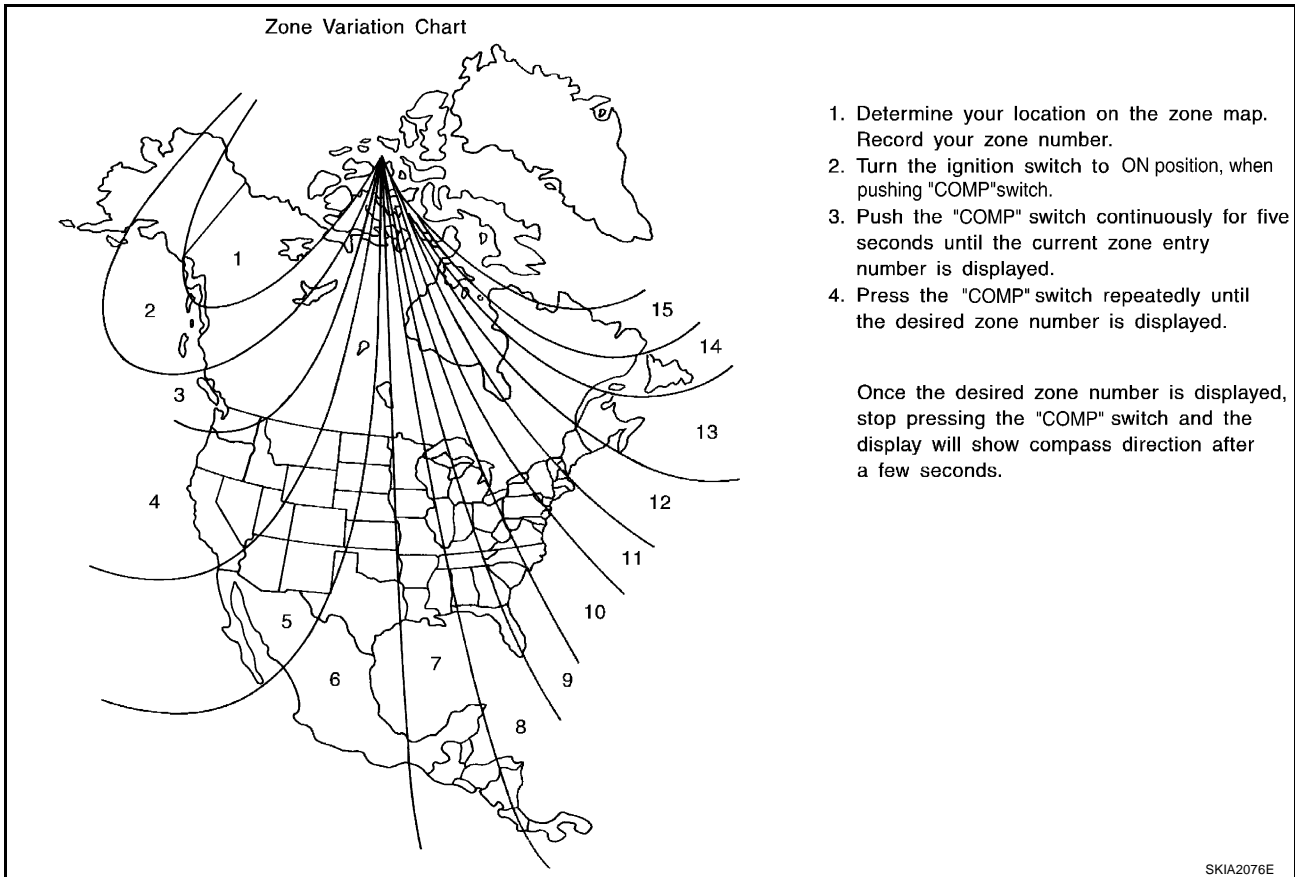 Zone Variation Chart
1
2
3
4
5
6
7
8
9
10
11
12
13
14
15
1. Determine your location on the zone map.
Record your zone number.
2. Turn the ignition switch to ON position, when
pushing "COMP"switch.
3. Push the "COMP" switch continuously for five
seconds until the current zone entry
number is displayed.
4. Press the "COMP" switch repeatedly until
the desired zone number is displayed.
Once the desired zone number is displayed,
stop pressing the "COMP" switch and the
display will show compass direction after
a few seconds.
SKIA2076E